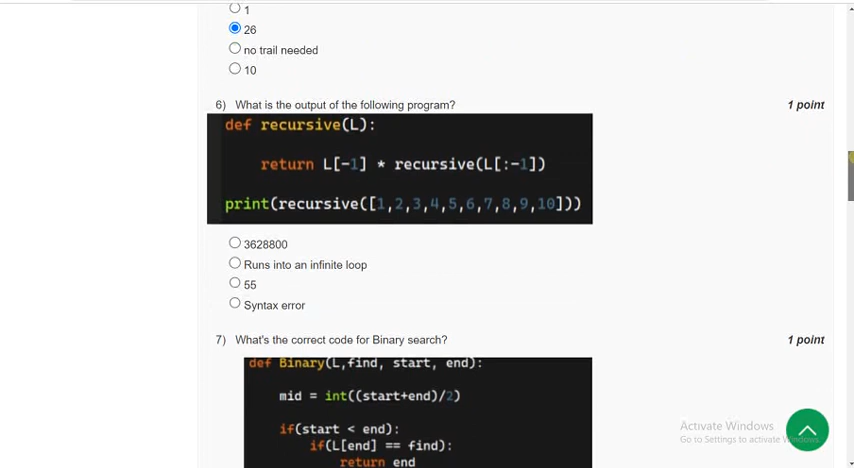 1
26
no trail needed
10
6) What is the output of the following program?
1 point
def recursive(L):
return L[-1] * recursive(L[:-1])
print(recursive([1,2,3,4,5,6,7,8,9,10]))
3628800
Runs into an infinite loop
55
Syntax error
7) What's the correct code for Binary search?
1 point
def Binary(L,find, start, end):
mid = int((start+end)/2)
if(start < end):
if(L[end] == find):
return end
Activate Windows
Go to Settings to activate Windows.